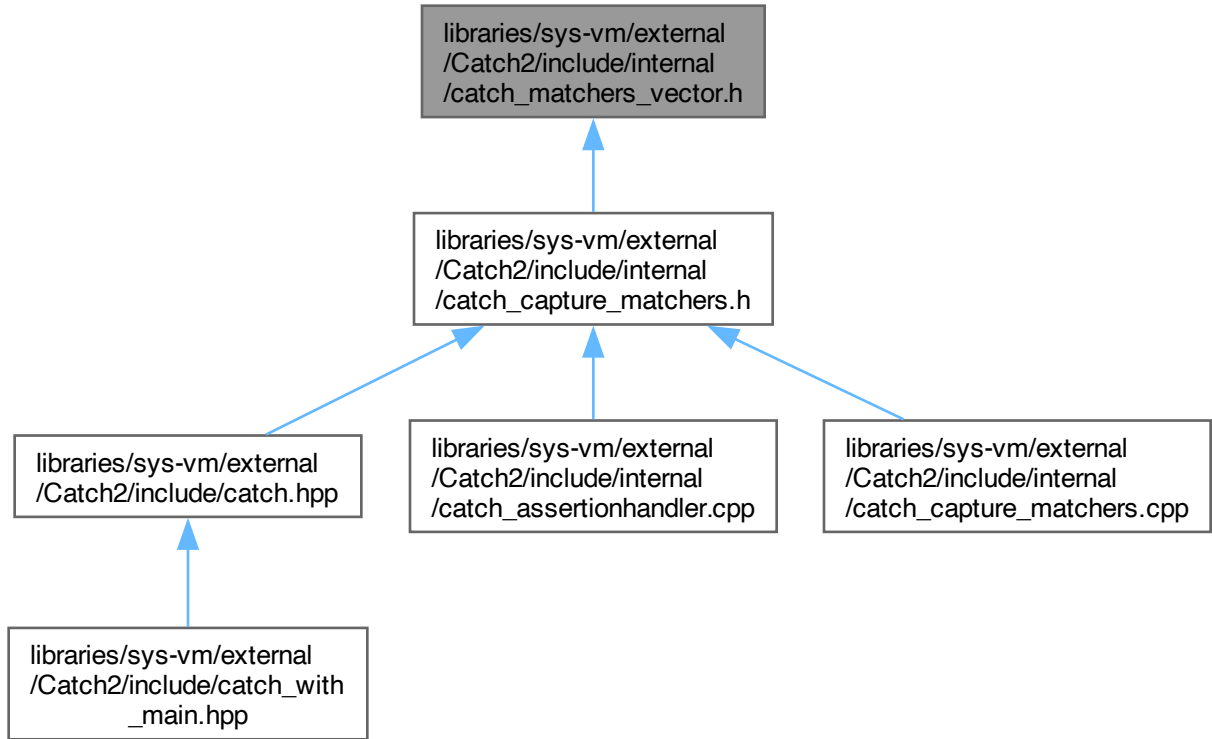 libraries/sys-vm/external
/Catch2/include/internal
/catch_matchers_vector.h
libraries/sys-vm/external
/Catch2/include/internal
/catch_capture_matchers.h
libraries/sys-vm/external
/Catch2/include/catch.hpp
libraries/sys-vm/external
/Catch2/include/internal
/catch_assertionhandler.cpp
libraries/sys-vm/external
/Catch2/include/internal
/catch_capture_matchers.cpp
libraries/sys-vm/external
/Catch2/include/catch_with
_main.hpp